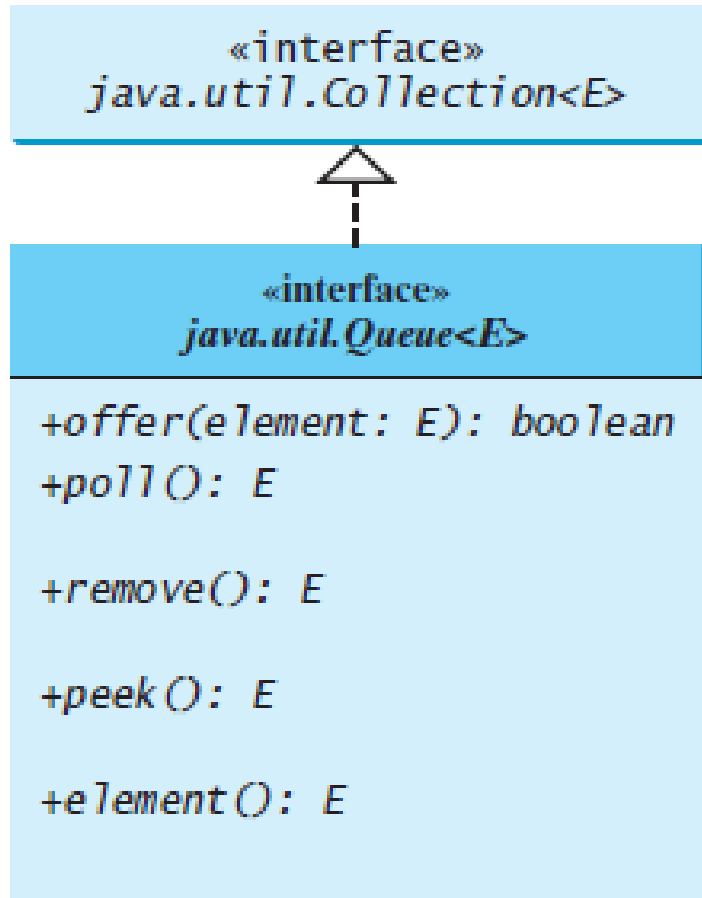 «interface»
java.util.Collection<E>
«interface»
java.util.Queue<E>
+offer(element: E): boolean
+poll(): E
+remove(): E
+peek(): E
+element(): E